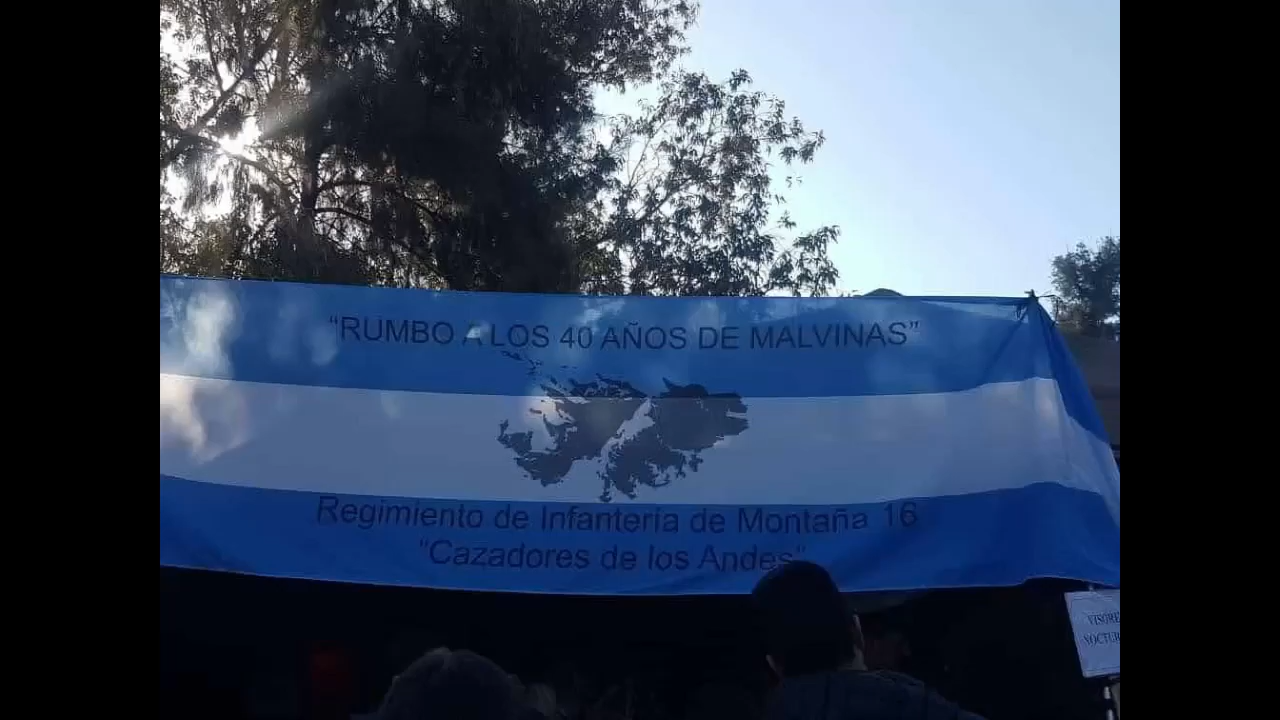 “RUMBO A LOS 40 AÑOS DE MALVINAS”
Regimiento de Infantería de Montaña 16
“Cazadores de los Andes”